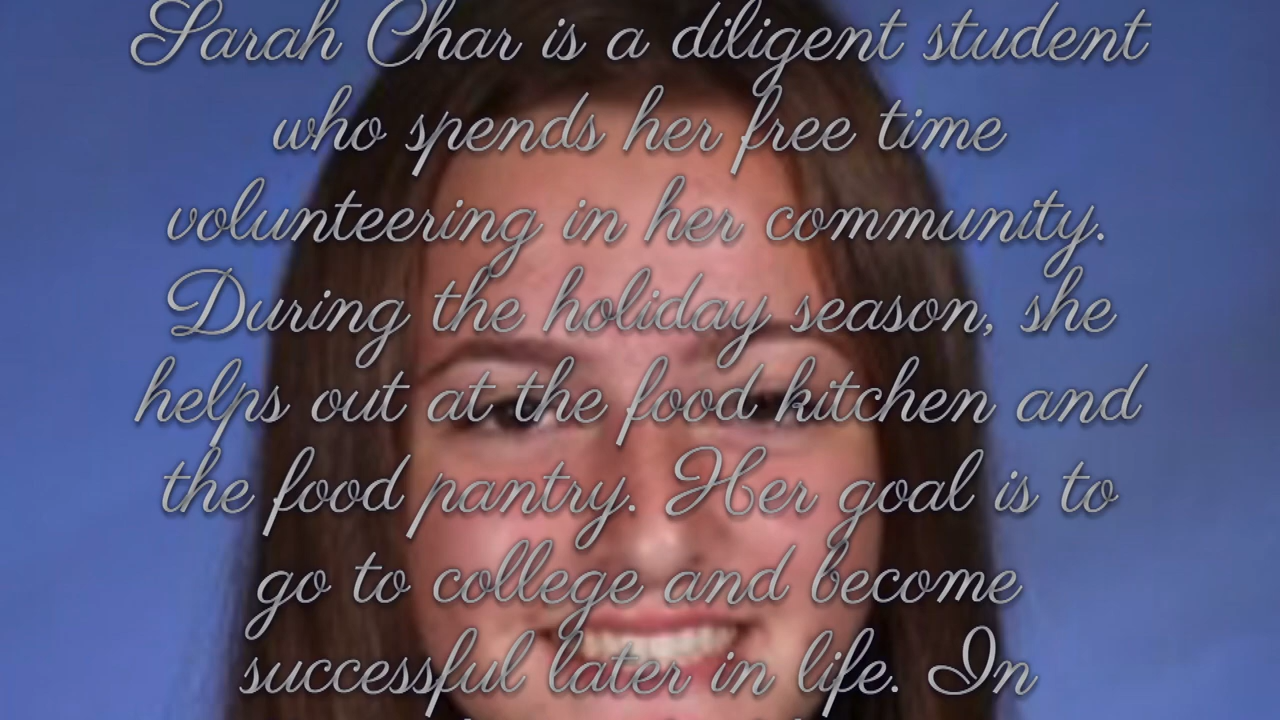 Sarah Char is a diligent student
who spends her free time
volunteering in her community.
During the holiday season, she
helps out at the food kitchen and
the food pantry. Her goal is to
go to college and become
successful later in life. In